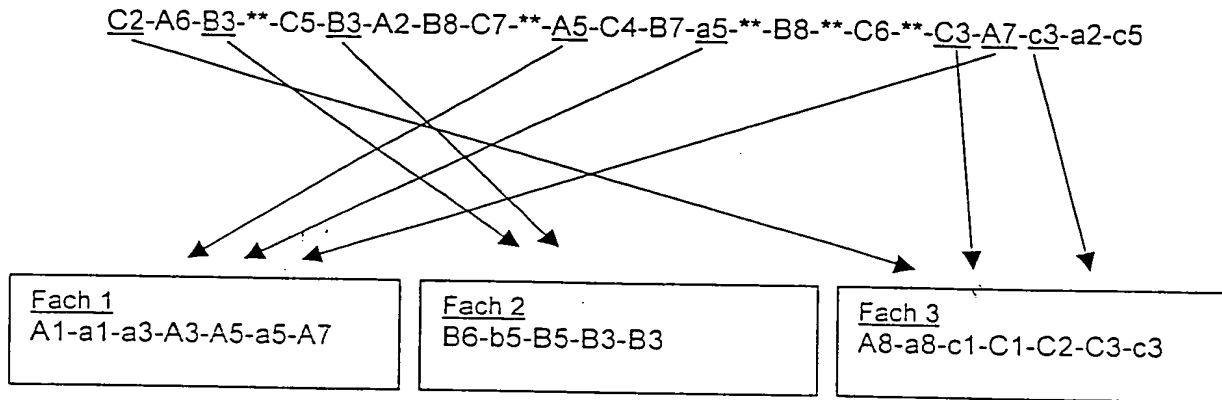 C2-A6-B3-**-C5-B3-A2-B8-C7-**-A5-C4-B7-a5-**-B8-**-C6-**-C3-A7-c3-a2-c5
Fach 1
A1-a1-a3-A3-A5-a5-A7
Fach 2
B6-b5-B5-B3-B3
Fach 3
A8-a8-c1-C1-C2-C3-c3